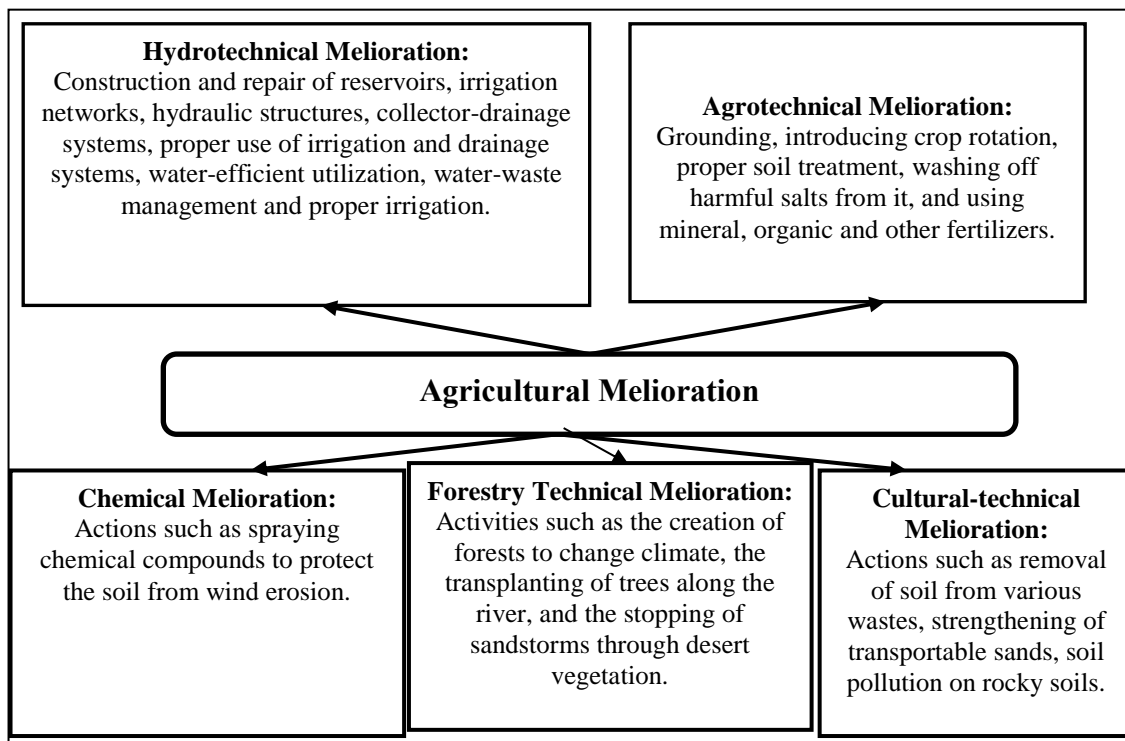 Hydrotechnical Melioration:
Construction and repair of reservoirs, irrigation
networks, hydraulic structures, collector-drainage
systems, proper use of irrigation and drainage
systems, water-efficient utilization, water-waste
management and proper irrigation.
Agrotechnical Melioration:
Grounding, introducing crop rotation,
proper soil treatment, washing off
harmful salts from it, and using
mineral, organic and other fertilizers.
Agricultural Melioration
Chemical Melioration:
Actions such as spraying
chemical compounds to protect
the soil from wind erosion.
Forestry Technical Melioration:
Activities such as the creation of
forests to change climate, the
transplanting of trees along the
river, and the stopping of
sandstorms through desert
vegetation.
Cultural-technical
Melioration:
Actions such as removal
of soil from various
wastes, strengthening of
transportable sands, soil
pollution on rocky soils.